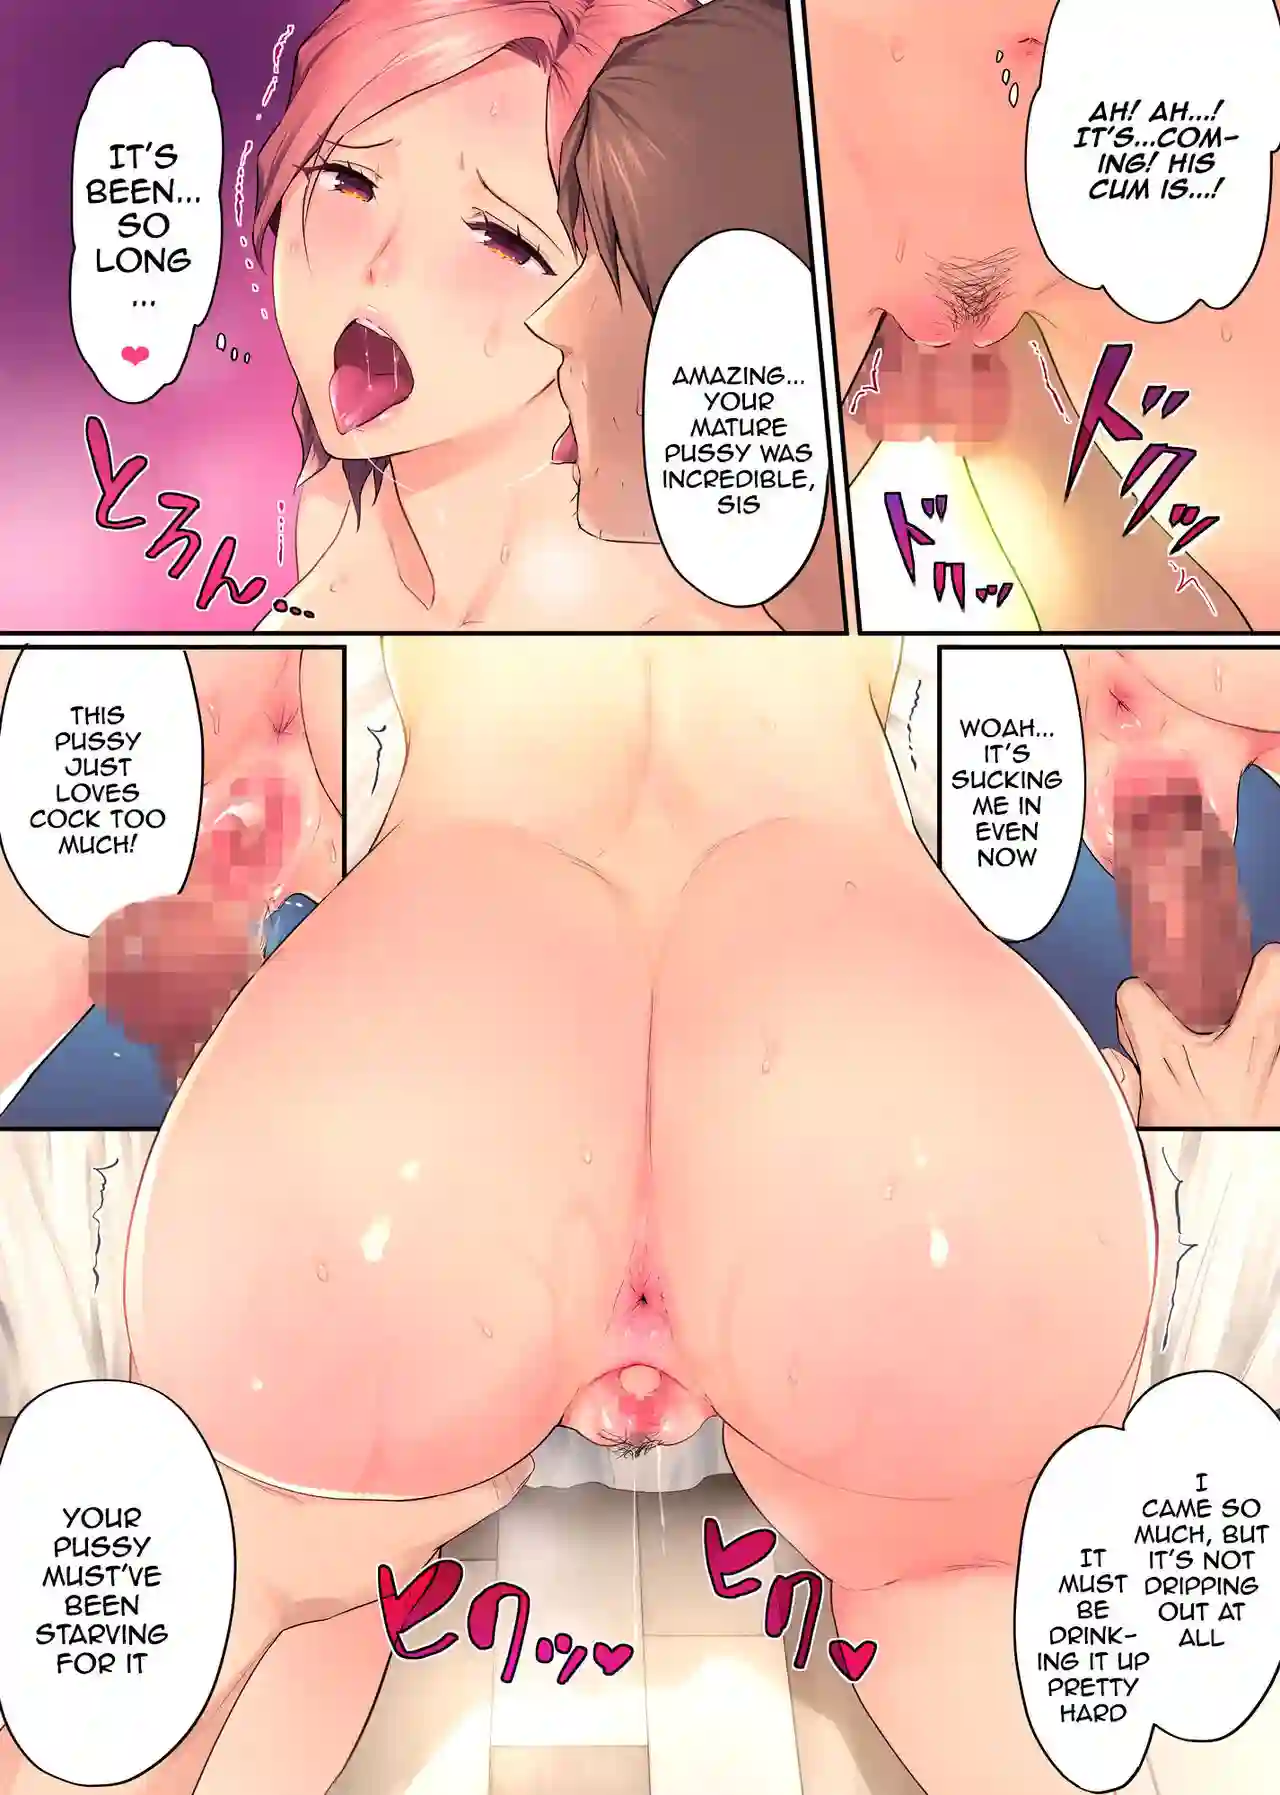 AH! AH...!
IT'S...COM-
ING! HIS
CUM IS...!
ドドクッ
ドドクッ
IT'S
BEEN...
SO
LONG
...
❤
AMAZING...
YOUR
MATURE
PUSSY WAS
INCREDIBLE,
SIS
とろん...
WOAH...
IT'S
SUCKING
ME IN
EVEN
NOW
THIS
PUSSY
JUST
LOVES
COCK TOO
MUCH!
I
CAME SO
MUCH, BUT
IT'S NOT
DRIPPING
OUT AT
ALL
IT
MUST
BE
DRINK-
ING IT UP
PRETTY
HARD
ヒク♥
ヒクッ♥
YOUR
PUSSY
MUST'VE
BEEN
STARVING
FOR IT